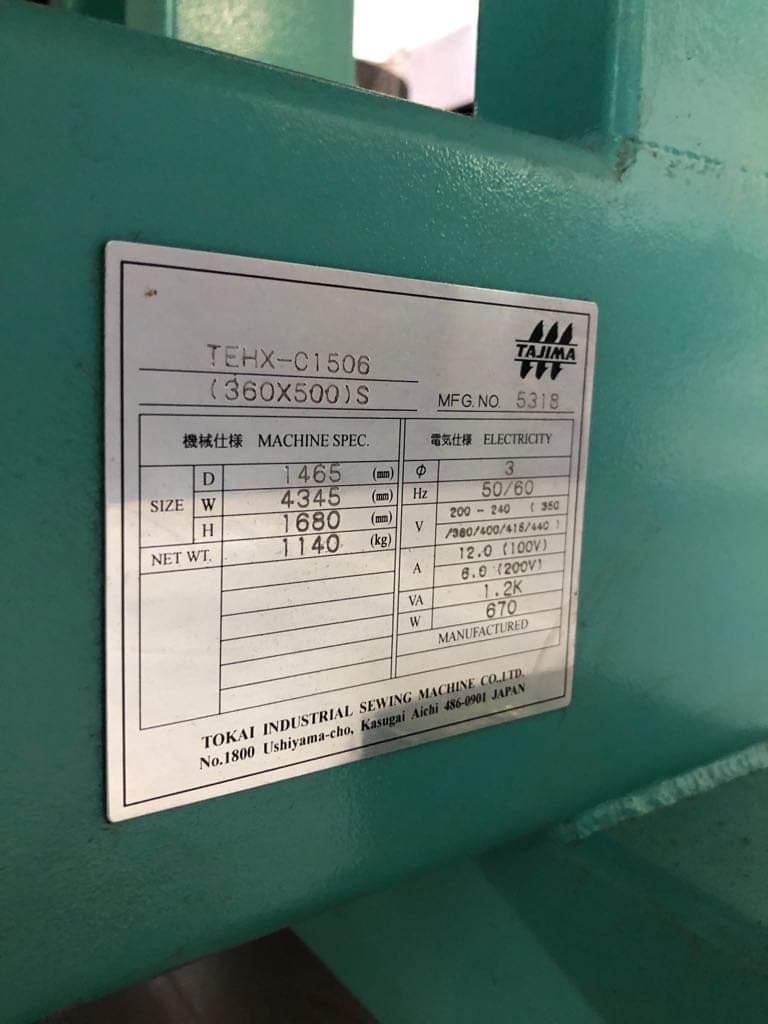 TAJIMA
TEHX-C1506
(360X500)S
MFG. NO. 5318
機械仕様 MACHINE SPEC.
SIZE D 1465 (mm)
W 4345 (mm)
H 1680 (mm)
NET WT. 1140 (kg)
電気仕様 ELECTRICITY
Φ 3
Hz 50/60
V 200 - 240 ( 350
/380/400/415/440 )
A 12.0 (100V)
6.0 (200V)
VA 1.2K
W 670
MANUFACTURED
TOKAI INDUSTRIAL SEWING MACHINE CO.,LTD.
No.1800 Ushiyama-cho, Kasugai Aichi 486-0901 JAPAN